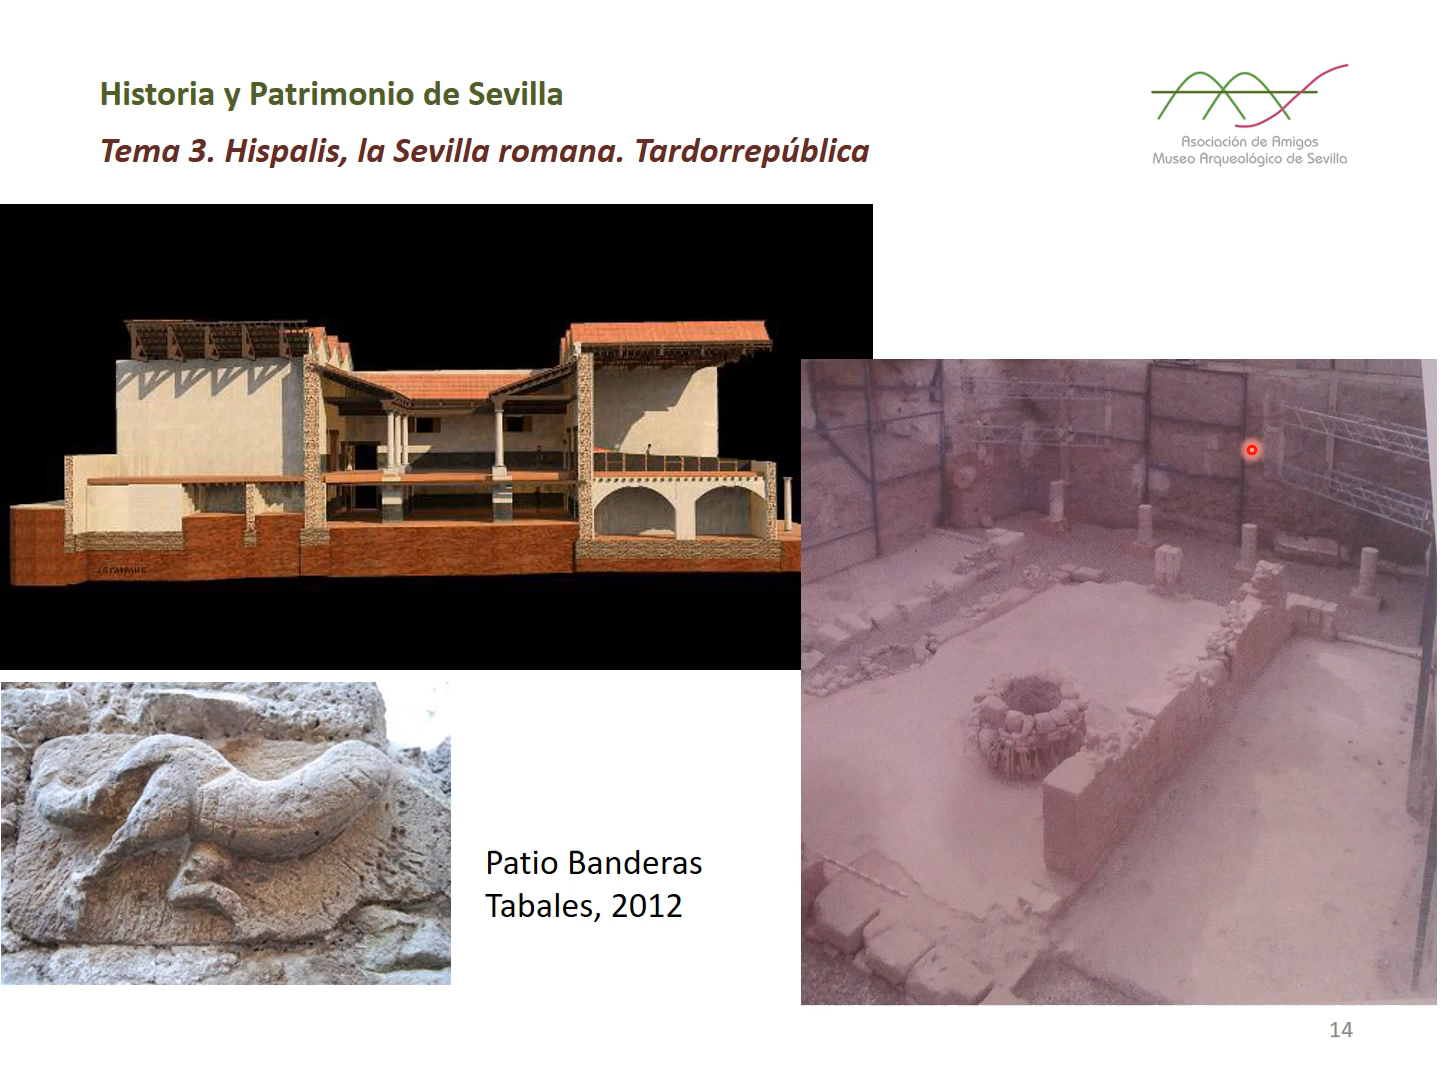 Historia y Patrimonio de Sevilla
Tema 3. Hispalis, la Sevilla romana. Tardorrepública
Asociación de Amigos
Museo Arqueológico de Sevilla
Patio Banderas
Tabales, 2012
14